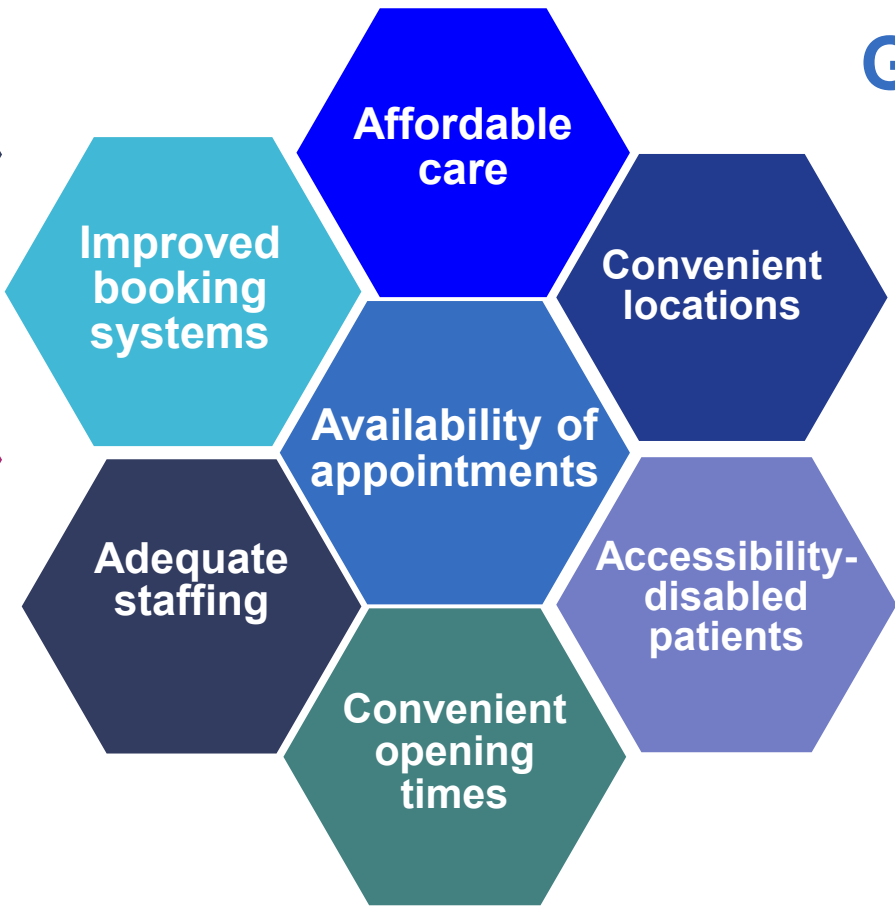 G
Affordable
care
Improved
booking
systems
Convenient
locations
Availability of
appointments
Adequate
staffing
Accessibility-
disabled
patients
Convenient
opening
times